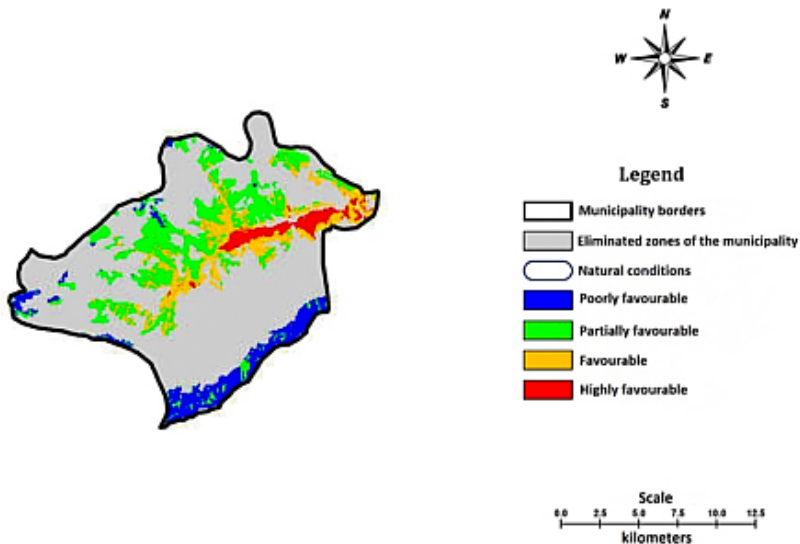 N
W E
S
Legend
Municipality borders
Eliminated zones of the municipality
Natural conditions
Poorly favourable
Partially favourable
Favourable
Highly favourable
Scale
0.0 2.5 5.0 7.5 10.0 12.5
kilometers